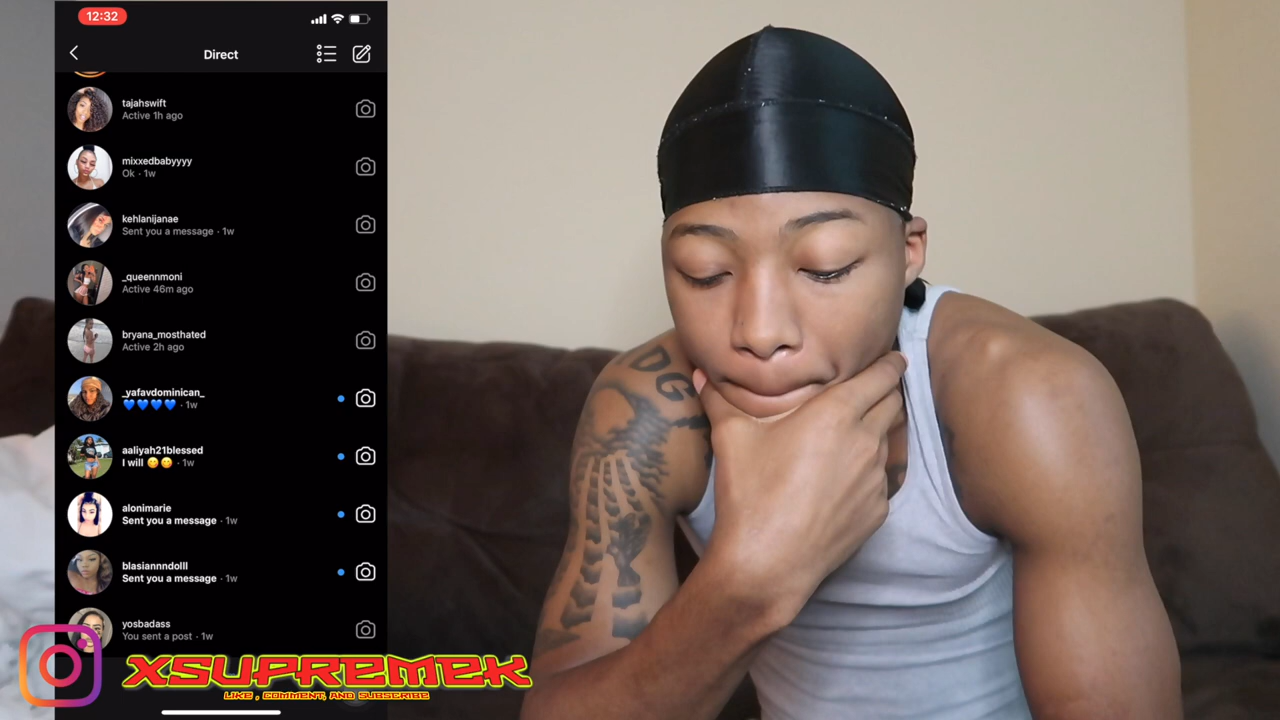 12:32
Direct
tajahswift
Active 1h ago
mixxedbabyyyy
Ok · 1w
kehlanijanae
Sent you a message · 1w
_queennmoni
Active 46m ago
bryana_mosthated
Active 2h ago
_yafavdominican_
💙💙💙💙 · 1w
aaliyah21blessed
I will 😋😋 · 1w
alonimarie
Sent you a message · 1w
blasiannndolll
Sent you a message · 1w
yosbadass
You sent a post · 1w
XSUPREMEK
LIKE , COMMENT, AND SUBSCRIBE
DG